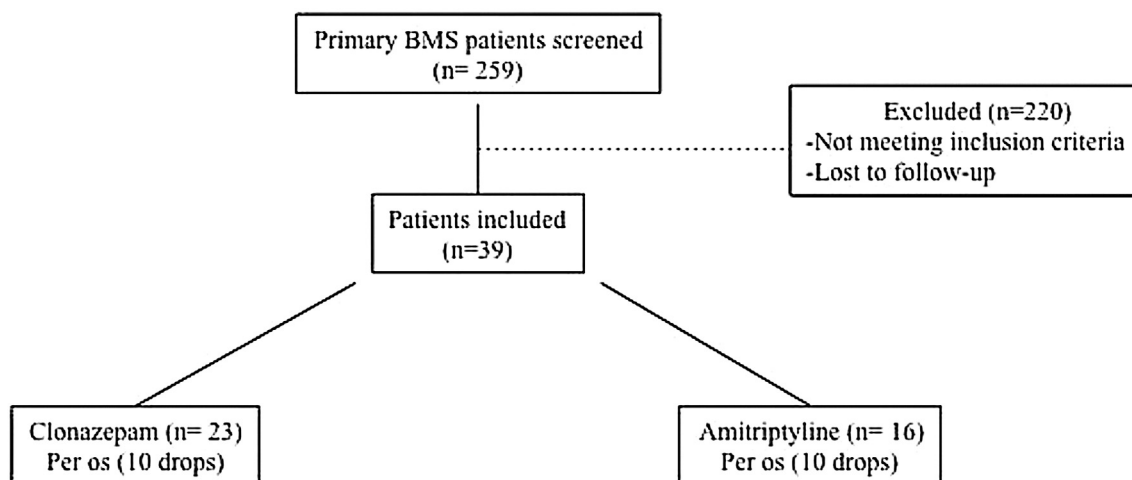 Primary BMS patients screened
(n= 259)
Excluded (n=220)
-Not meeting inclusion criteria
-Lost to follow-up
Patients included
(n=39)
Clonazepam (n= 23)
Per os (10 drops)
Amitriptyline (n= 16)
Per os (10 drops)